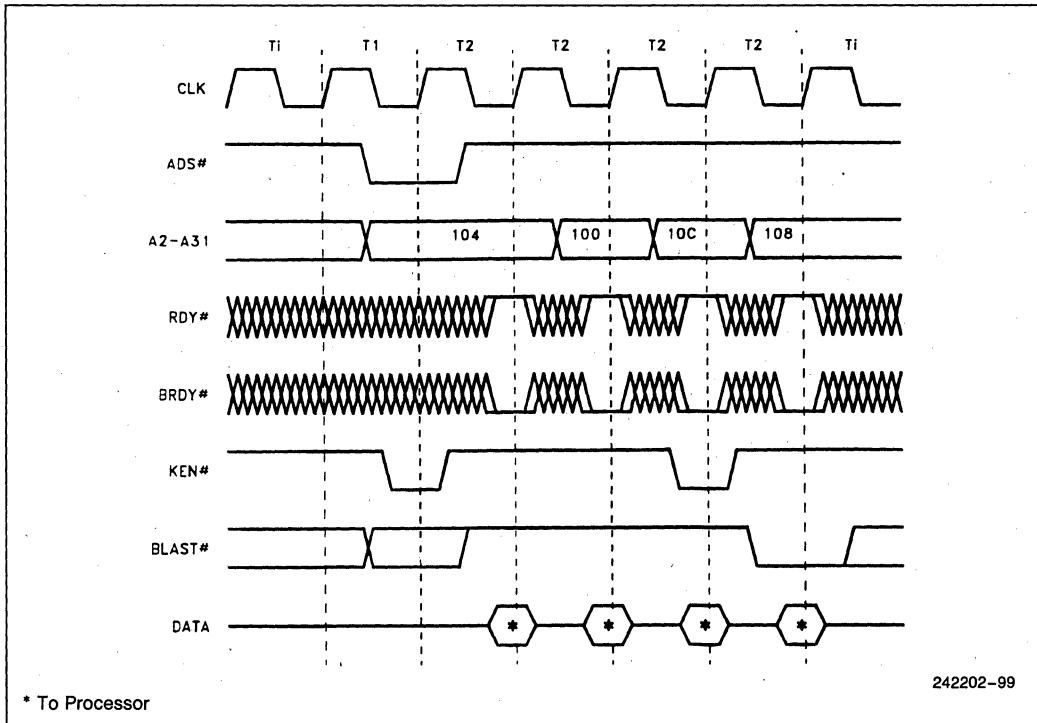 Ti T1 T2 T2 T2 T2 Ti
CLK
ADS#
A2-A31 104 100 10C 108
RDY#
BRDY#
KEN#
BLAST#
DATA * * * *
242202-99
* To Processor